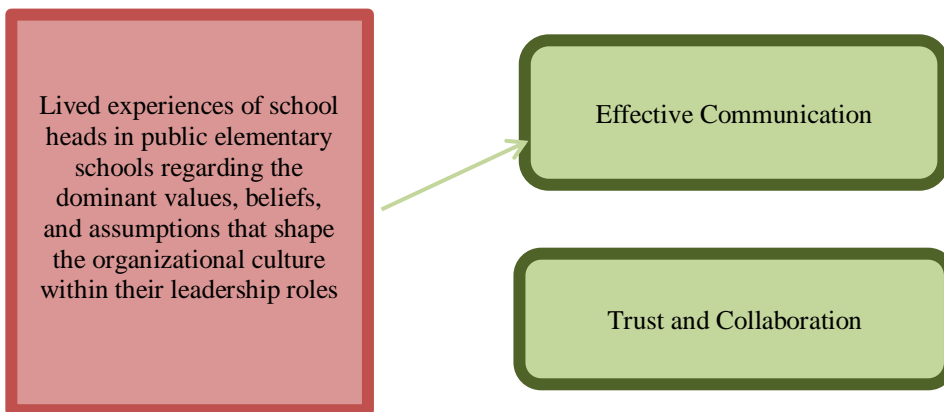 Lived experiences of school
heads in public elementary
schools regarding the
dominant values, beliefs,
and assumptions that shape
the organizational culture
within their leadership roles
Effective Communication
Trust and Collaboration